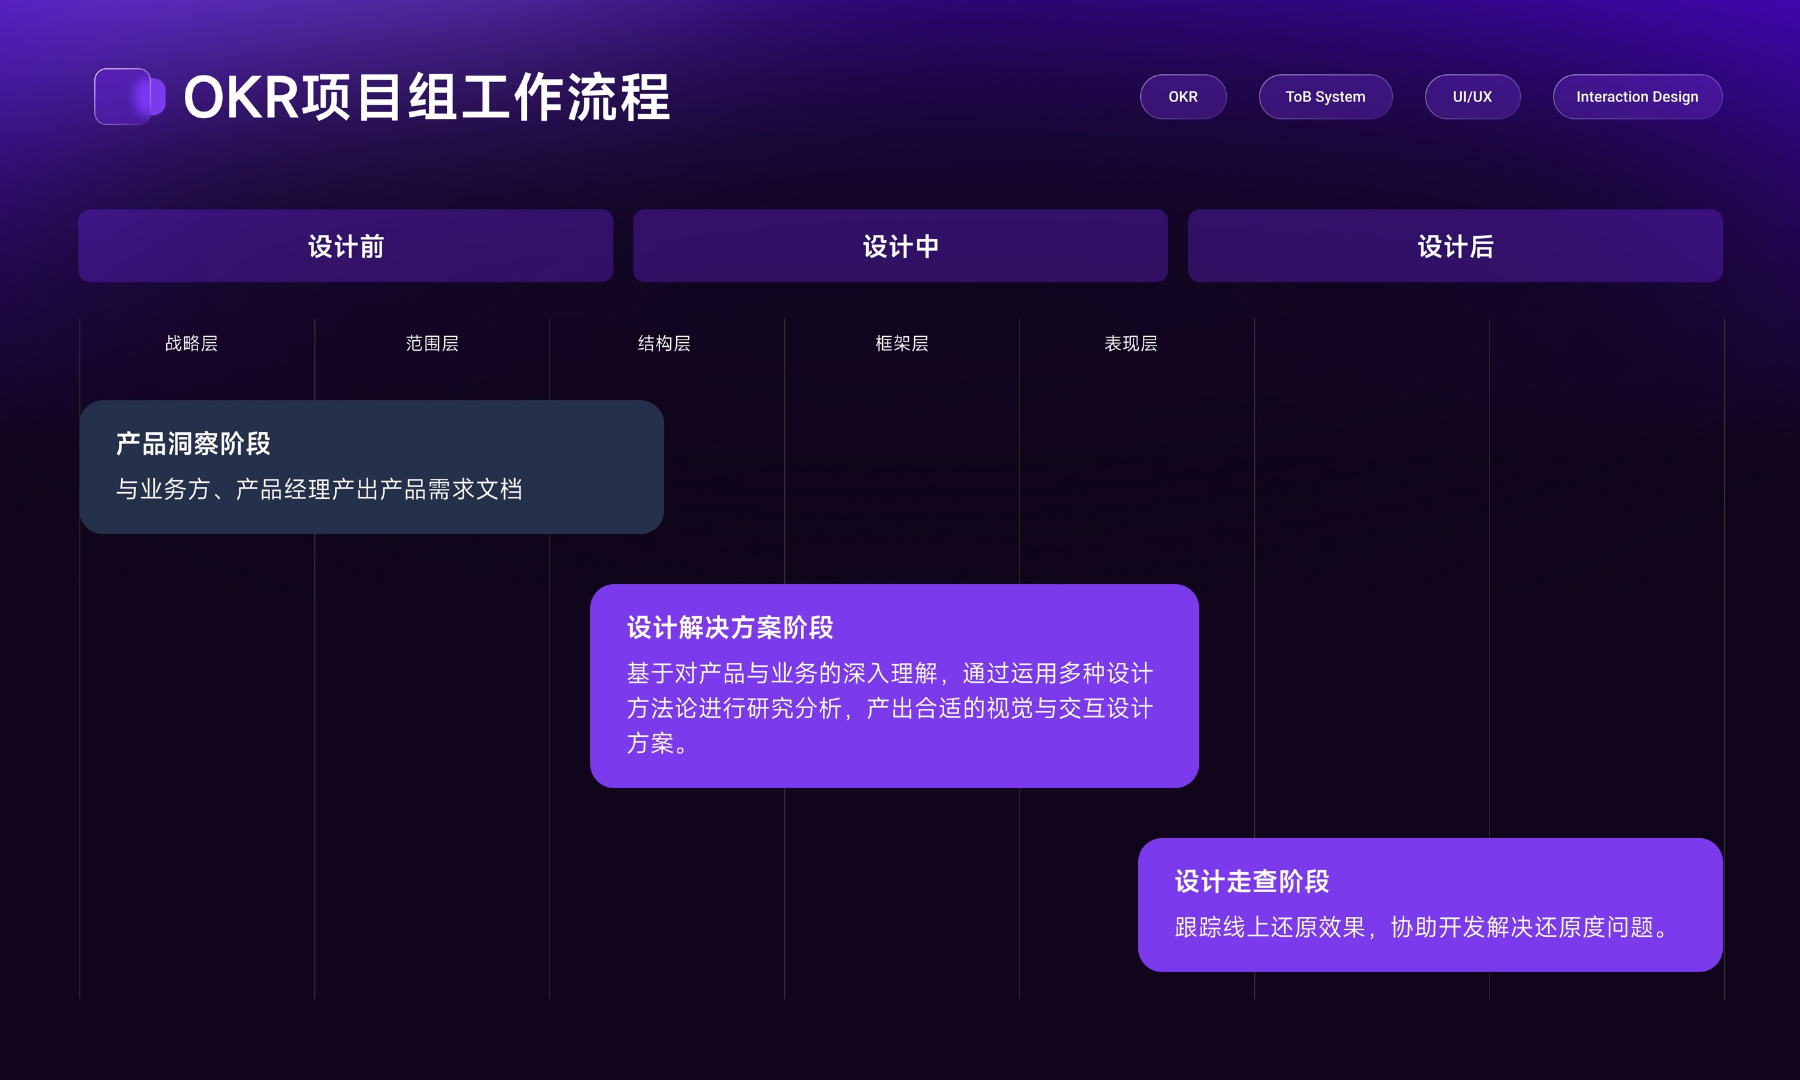 OKR项目组工作流程
OKR
ToB System
UI/UX
Interaction Design
设计前
设计中
设计后
战略层
范围层
结构层
框架层
表现层
产品洞察阶段
与业务方、产品经理产出产品需求文档
设计解决方案阶段
基于对产品与业务的深入理解，通过运用多种设计
方法论进行研究分析，产出合适的视觉与交互设计
方案。
设计走查阶段
跟踪线上还原效果，协助开发解决还原度问题。